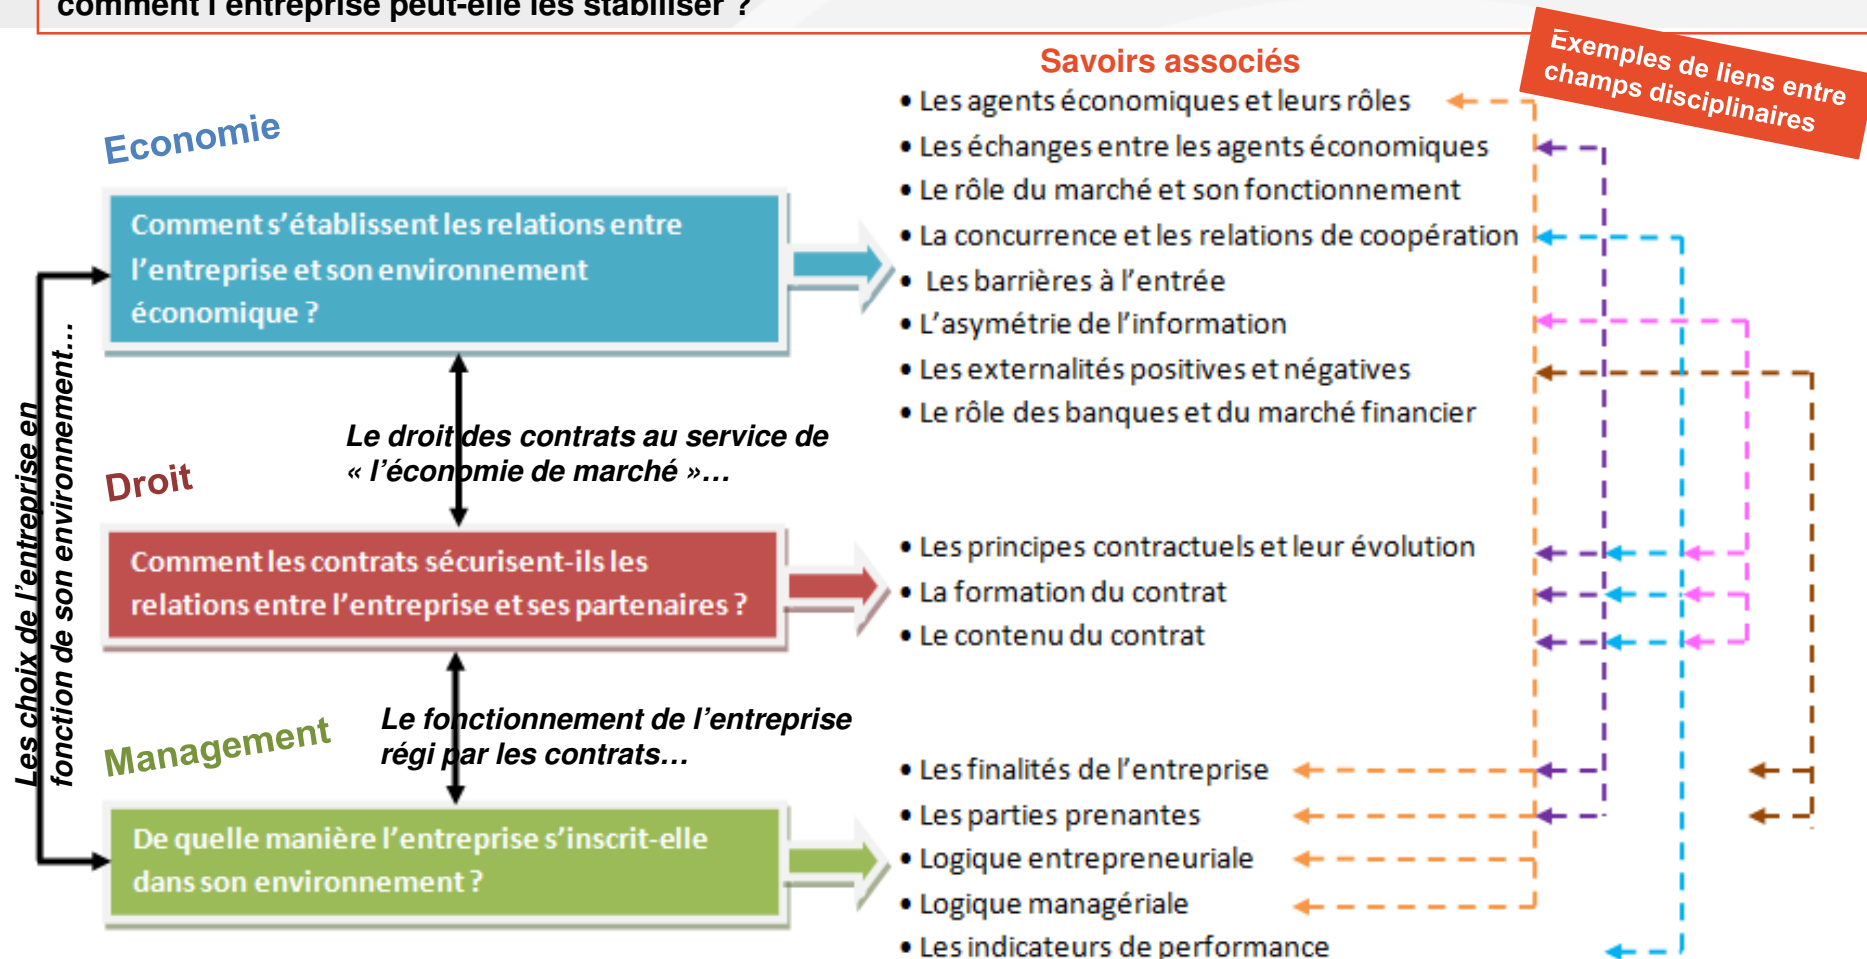 comment l'entreprise peut-elle les stabiliser ?
Exemples de liens entre
champs disciplinaires
Savoirs associés
Economie
Comment s’établissent les relations entre
l’entreprise et son environnement
économique ?
• Les agents économiques et leurs rôles
• Les échanges entre les agents économiques
• Le rôle du marché et son fonctionnement
• La concurrence et les relations de coopération
• Les barrières à l’entrée
• L’asymétrie de l’information
• Les externalités positives et négatives
• Le rôle des banques et du marché financier
Les choix de l’entreprise en
fonction de son environnement…
Le droit des contrats au service de
« l’économie de marché »…
Droit
Comment les contrats sécurisent-ils les
relations entre l’entreprise et ses partenaires ?
• Les principes contractuels et leur évolution
• La formation du contrat
• Le contenu du contrat
Le fonctionnement de l’entreprise
régi par les contrats…
Management
De quelle manière l’entreprise s’inscrit-elle
dans son environnement ?
• Les finalités de l’entreprise
• Les parties prenantes
• Logique entrepreneuriale
• Logique managériale
• Les indicateurs de performance